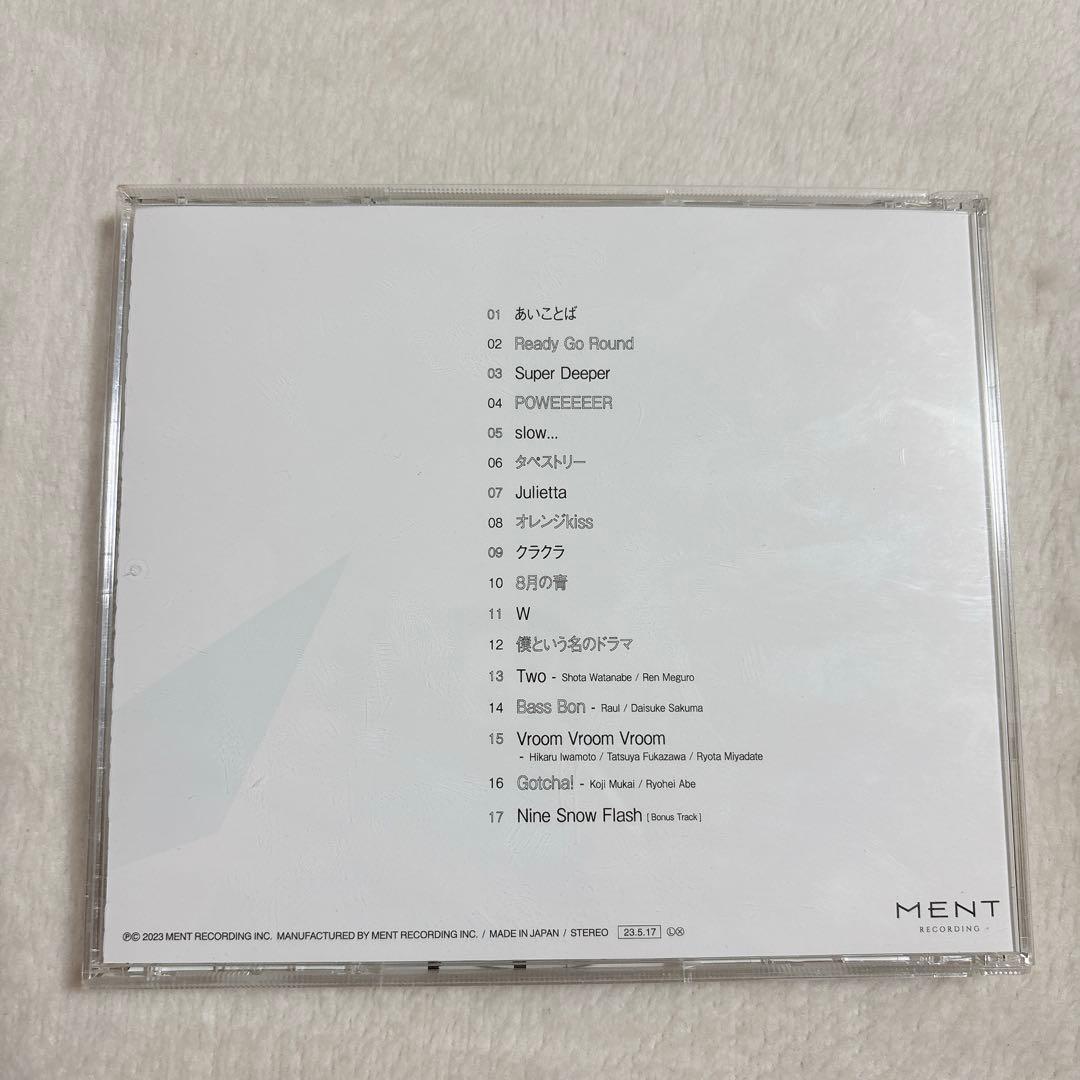 01 あいことば
02 Ready Go Round
03 Super Deeper
04 POWEEEEER
05 slow...
06 タペストリー
07 Julietta
08 オレンジkiss
09 クラクラ
10 8月の青
11 W
12 僕という名のドラマ
13 Two - Shota Watanabe / Ren Meguro
14 Bass Bon - Raul / Daisuke Sakuma
15 Vroom Vroom Vroom
- Hikaru Iwamoto / Tatsuya Fukazawa / Ryota Miyadate
16 Gotcha! - Koji Mukai / Ryohei Abe
17 Nine Snow Flash [Bonus Track]
MENT
RECORDING
℗© 2023 MENT RECORDING INC. MANUFACTURED BY MENT RECORDING INC. / MADE IN JAPAN / STEREO 23.5.17 Ⓛⓧ